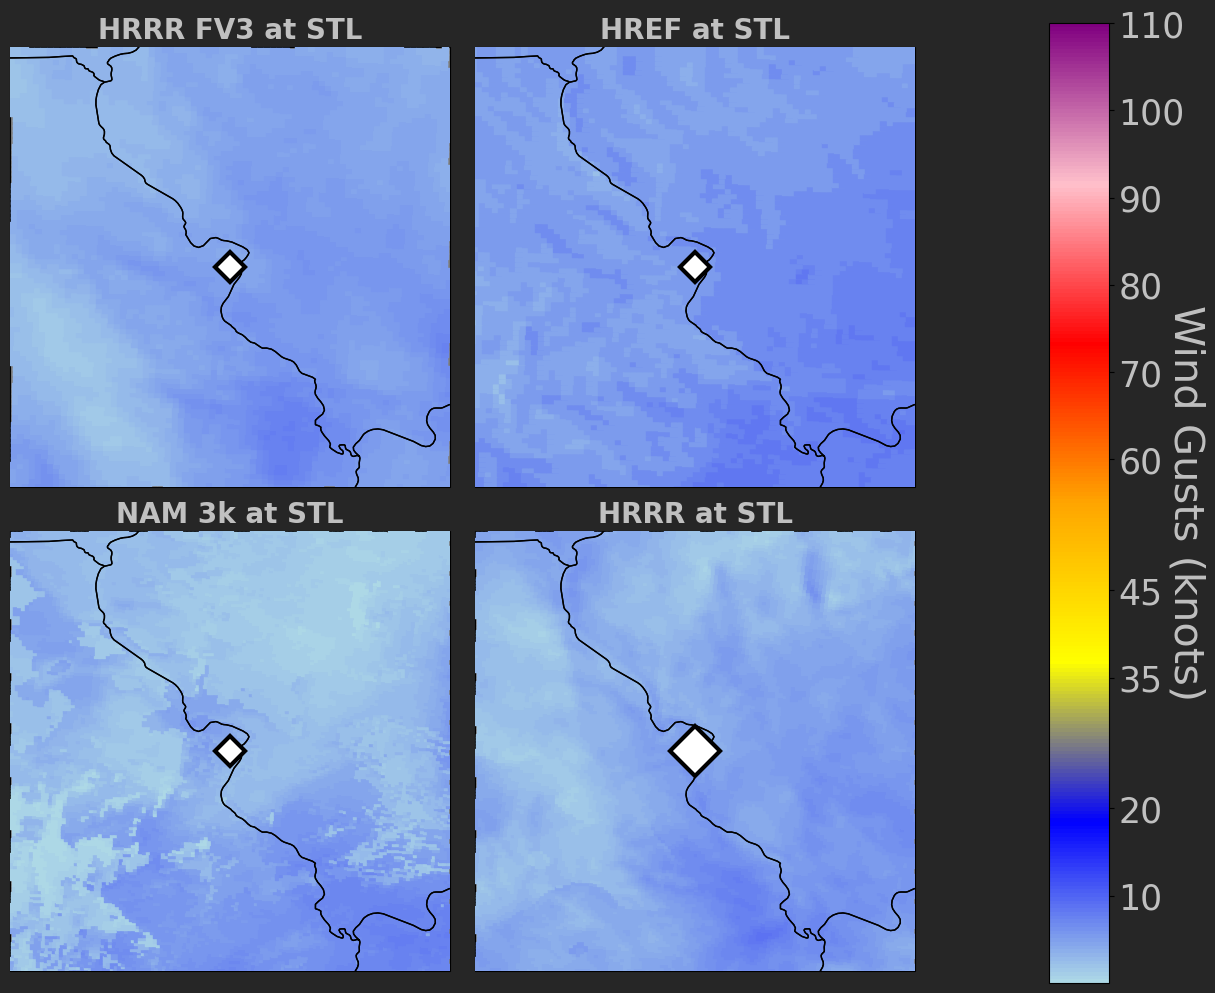 HRRR FV3 at STL
HREF at STL
NAM 3k at STL
HRRR at STL
110
100
90
80
70
60
45
35
20
10
Wind Gusts (knots)